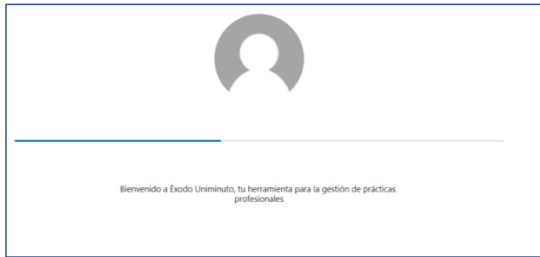 Bienvenido a Éxodo Uniminuto, tu herramienta para la gestión de prácticas
profesionales